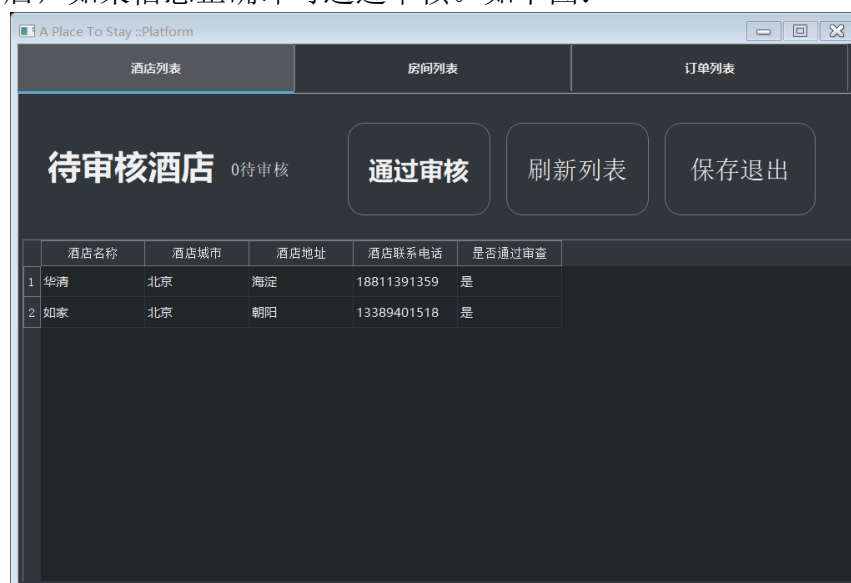 后，如果信息正确即可通过审核。如下图：
A Place To Stay ::Platform
酒店列表 房间列表 订单列表
待审核酒店 0待审核 通过审核 刷新列表 保存退出
酒店名称 酒店城市 酒店地址 酒店联系电话 是否通过审查
1 华清 北京 海淀 18811391359 是
2 如家 北京 朝阳 13389401518 是